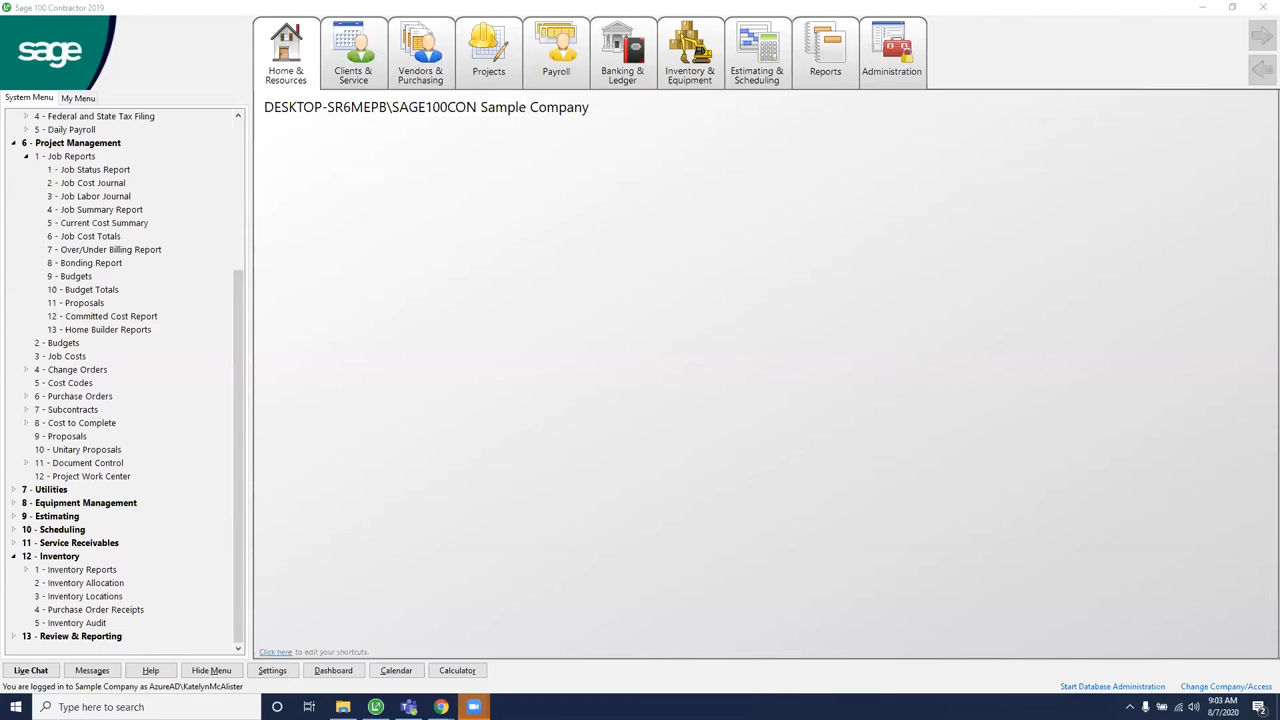 Sage 100 Contractor 2019
sage
Home & Resources
Clients & Service
Vendors & Purchasing
Projects
Payroll
Banking & Ledger
Inventory & Equipment
Estimating & Scheduling
Reports
Administration
System Menu
My Menu
DESKTOP-SR6MEPB\SAGE100CON Sample Company
4 - Federal and State Tax Filing
5 - Daily Payroll
6 - Project Management
1 - Job Reports
1 - Job Status Report
2 - Job Cost Journal
3 - Job Labor Journal
4 - Job Summary Report
5 - Current Cost Summary
6 - Job Cost Totals
7 - Over/Under Billing Report
8 - Bonding Report
9 - Budgets
10 - Budget Totals
11 - Proposals
12 - Committed Cost Report
13 - Home Builder Reports
2 - Budgets
3 - Job Costs
4 - Change Orders
5 - Cost Codes
6 - Purchase Orders
7 - Subcontracts
8 - Cost to Complete
9 - Proposals
10 - Unitary Proposals
11 - Document Control
12 - Project Work Center
7 - Utilities
8 - Equipment Management
9 - Estimating
10 - Scheduling
11 - Service Receivables
12 - Inventory
1 - Inventory Reports
2 - Inventory Allocation
3 - Inventory Locations
4 - Purchase Order Receipts
5 - Inventory Audit
13 - Review & Reporting
Click here to edit your shortcuts.
Live Chat
Messages
Help
Hide Menu
Settings
Dashboard
Calendar
Calculator
You are logged in to Sample Company as AzureAD\KatelynMcAlister
Start Database Administration
Change Company/Access
Type here to search
9:03 AM
8/7/2020
2